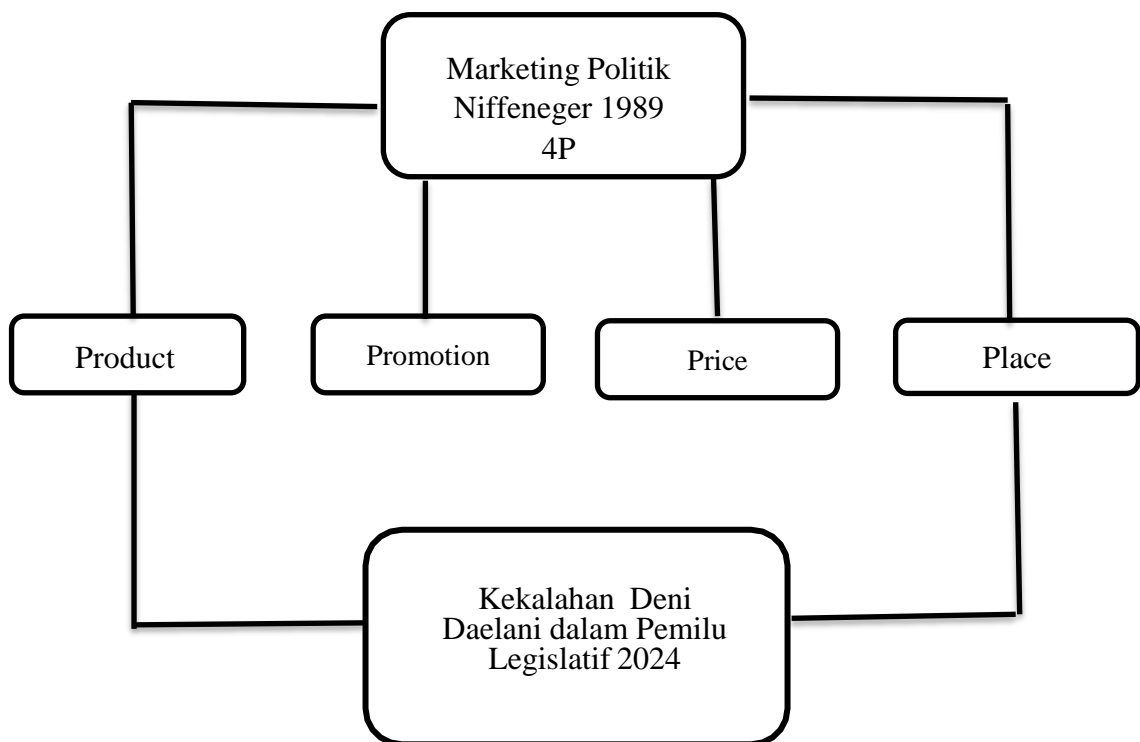 Marketing Politik
Niffeneger 1989
4P
Product
Promotion
Price
Place
Kekalahan Deni
Daelani dalam Pemilu
Legislatif 2024